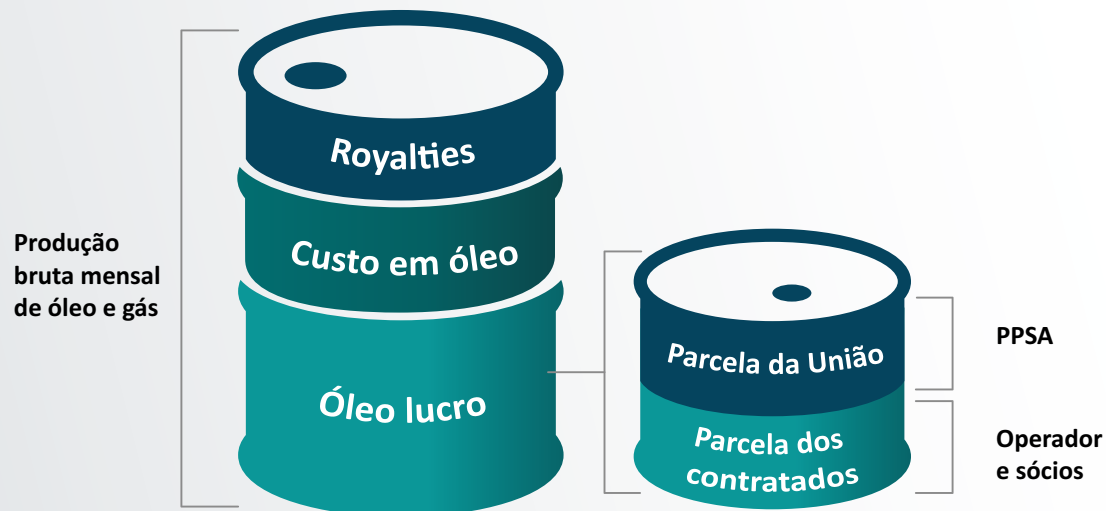 Produção
bruta mensal
de óleo e gás
Royalties
Custo em óleo
Óleo lucro
Parcela da União
Parcela dos
contratados
PPSA
Operador
e sócios